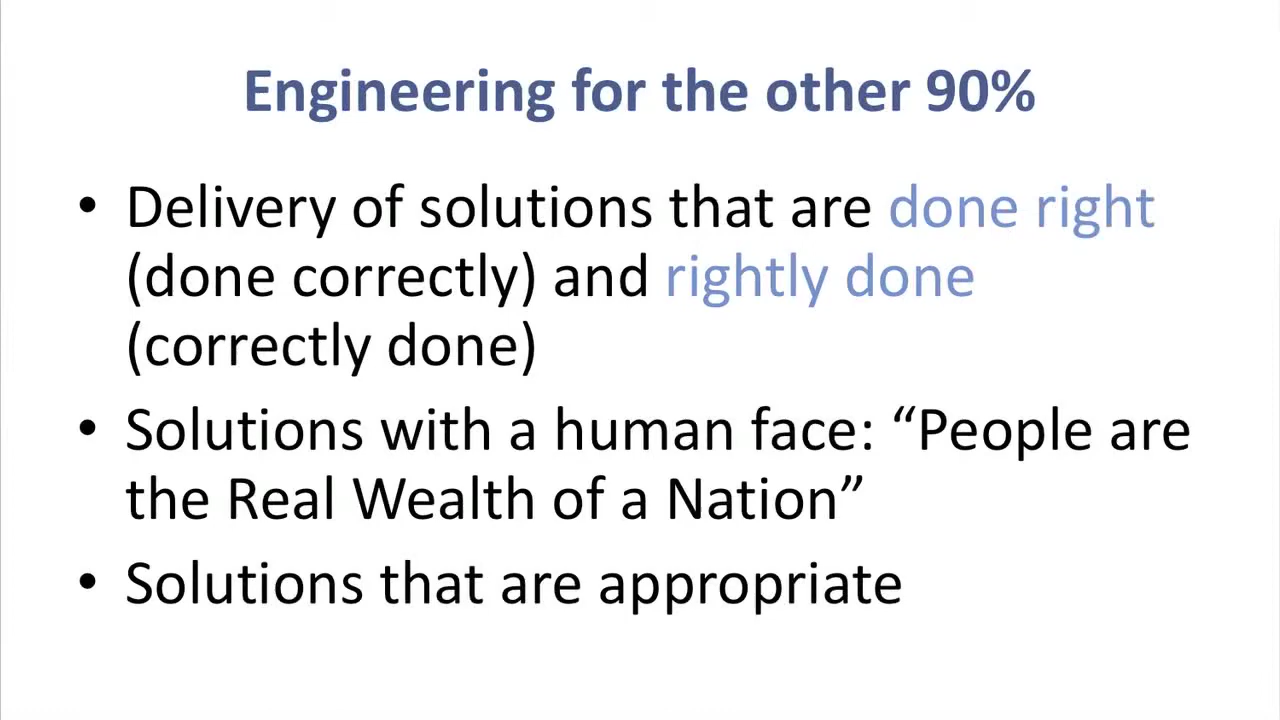 Engineering for the other 90%
• Delivery of solutions that are done right
(done correctly) and rightly done
(correctly done)
• Solutions with a human face: “People are
the Real Wealth of a Nation”
• Solutions that are appropriate